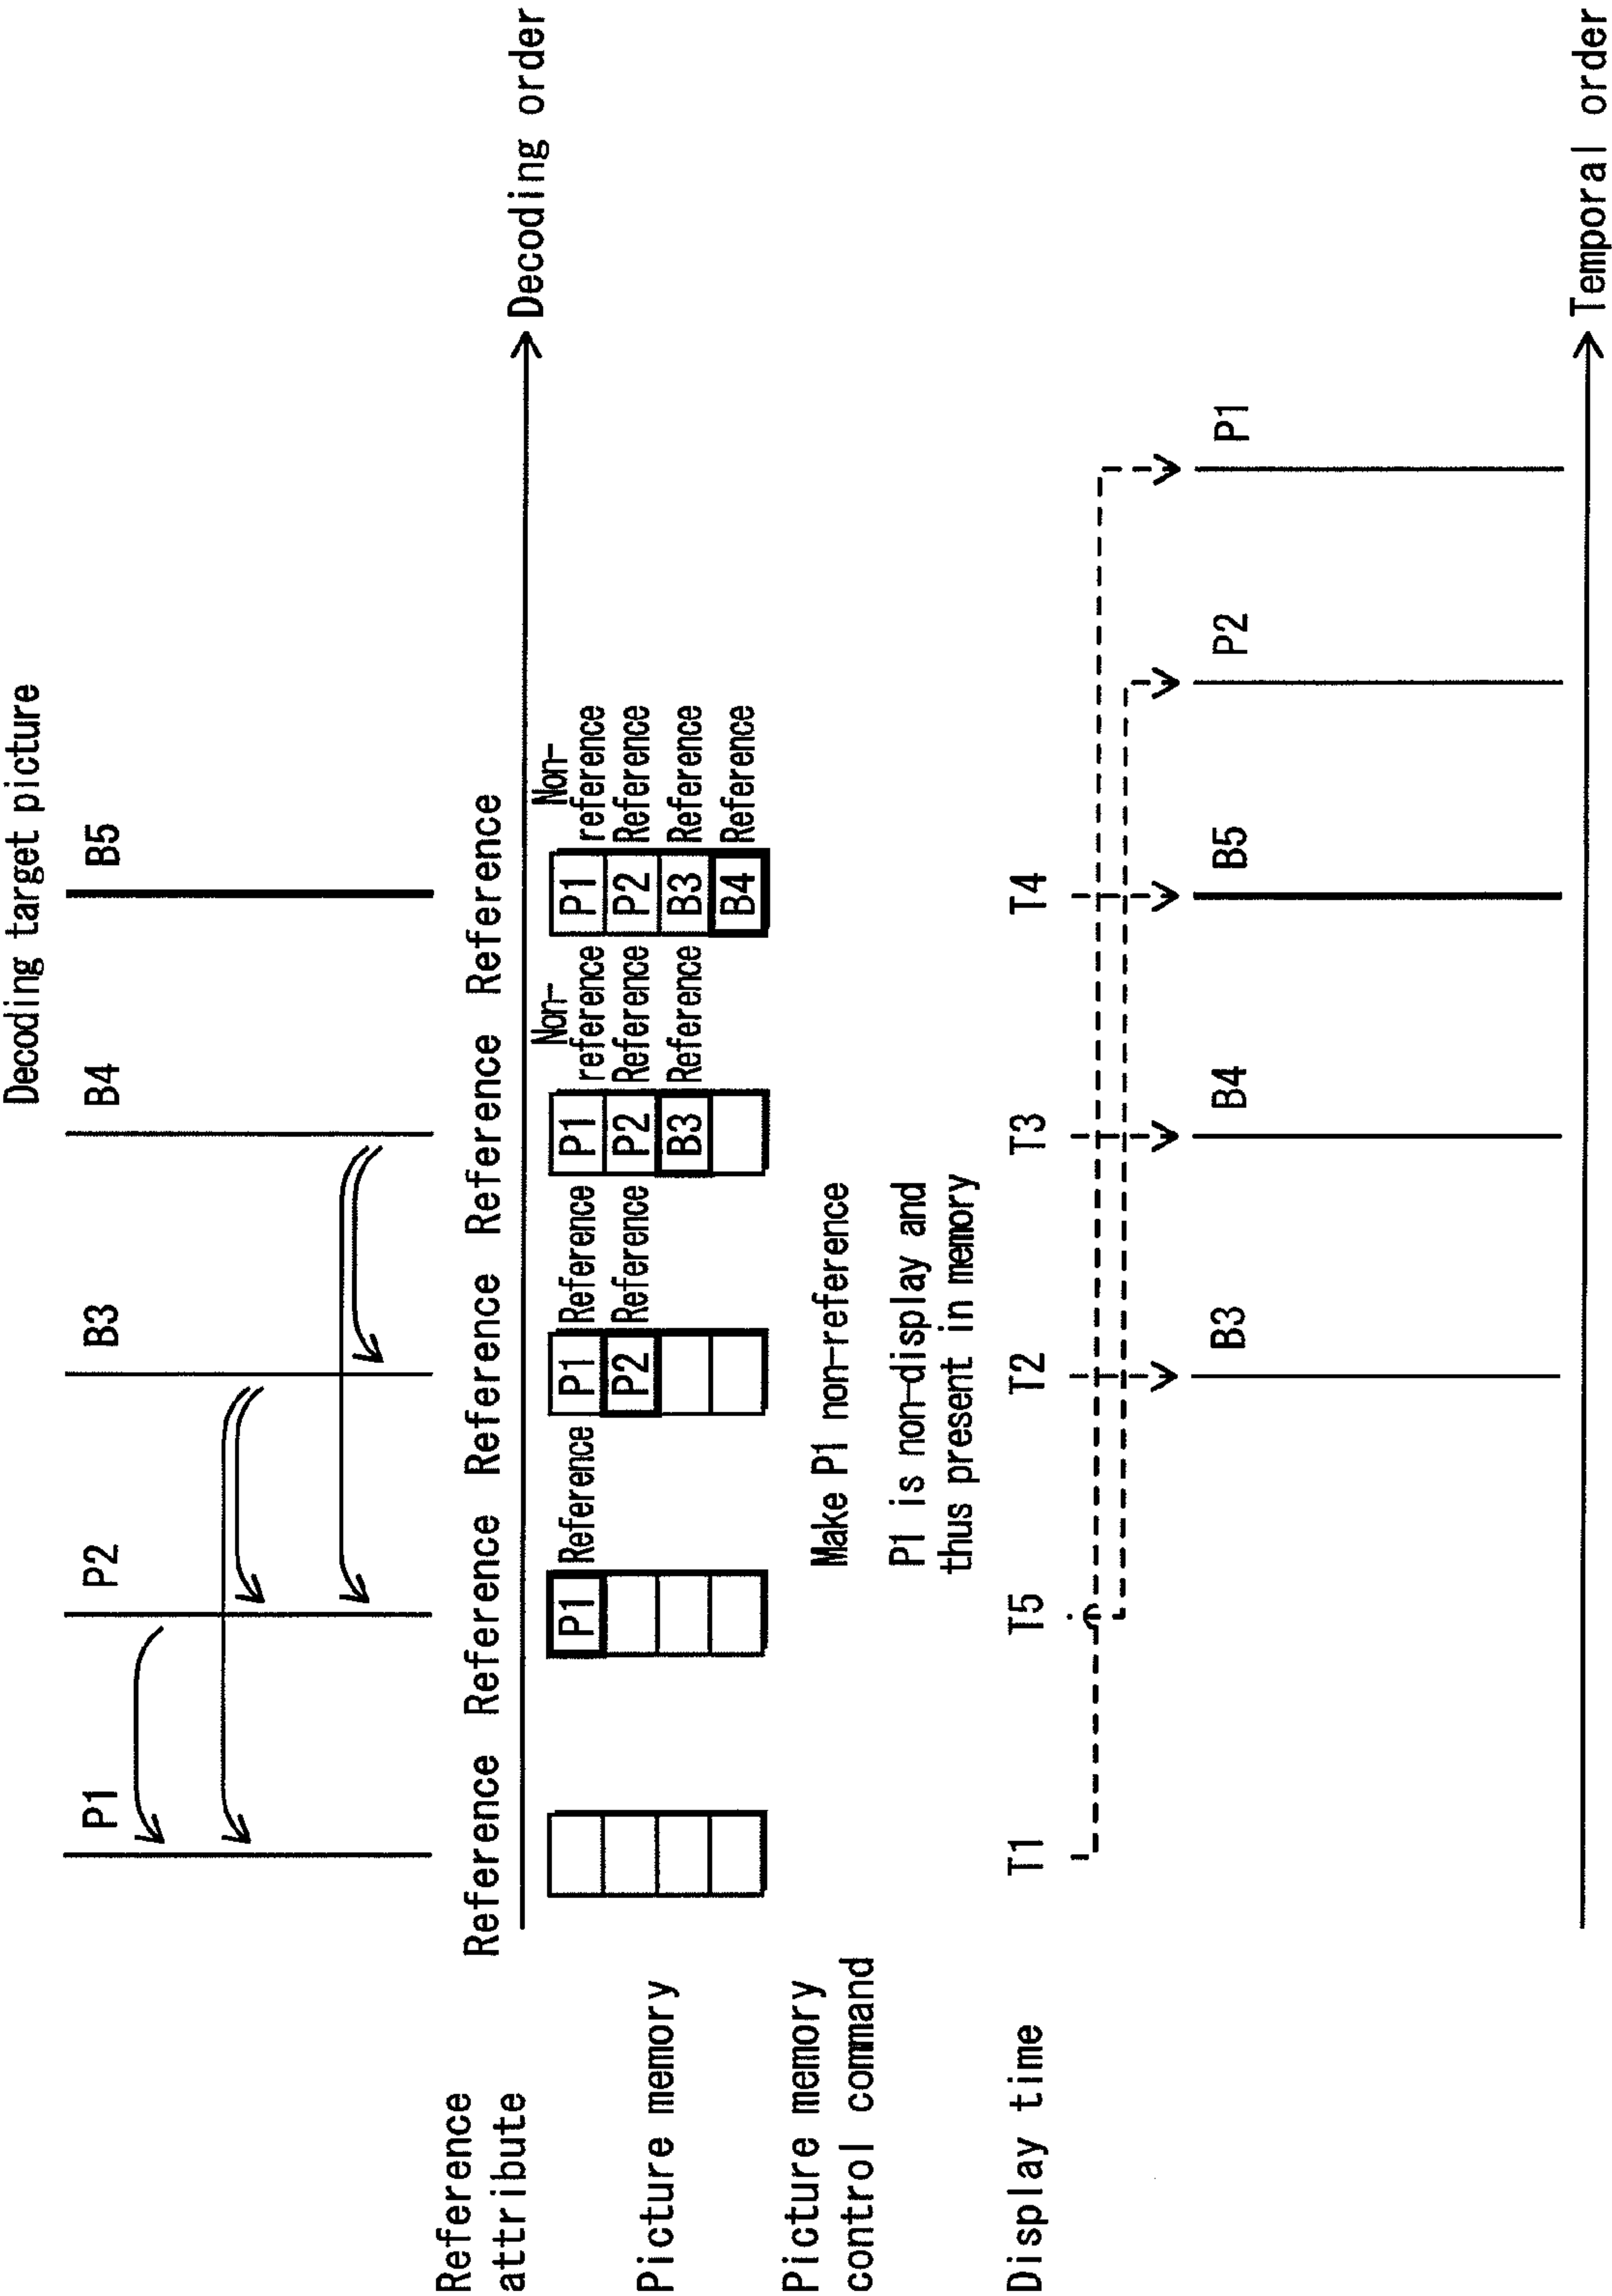 Decoding target picture
P1
P2
B3
B4
B5
Reference attribute
Reference
Reference
Reference
Reference
Reference
Decoding order
Picture memory
P1
Reference
P1
Reference
P2
Reference
P1
Non-reference
P2
Reference
B3
Reference
P1
Non-reference
P2
Reference
B3
Reference
B4
Reference
Picture memory
control command
Make P1 non-reference
P1 is non-display and
thus present in memory
Display time
T1
T5
T2
T3
T4
B3
B4
B5
P2
P1
Temporal order